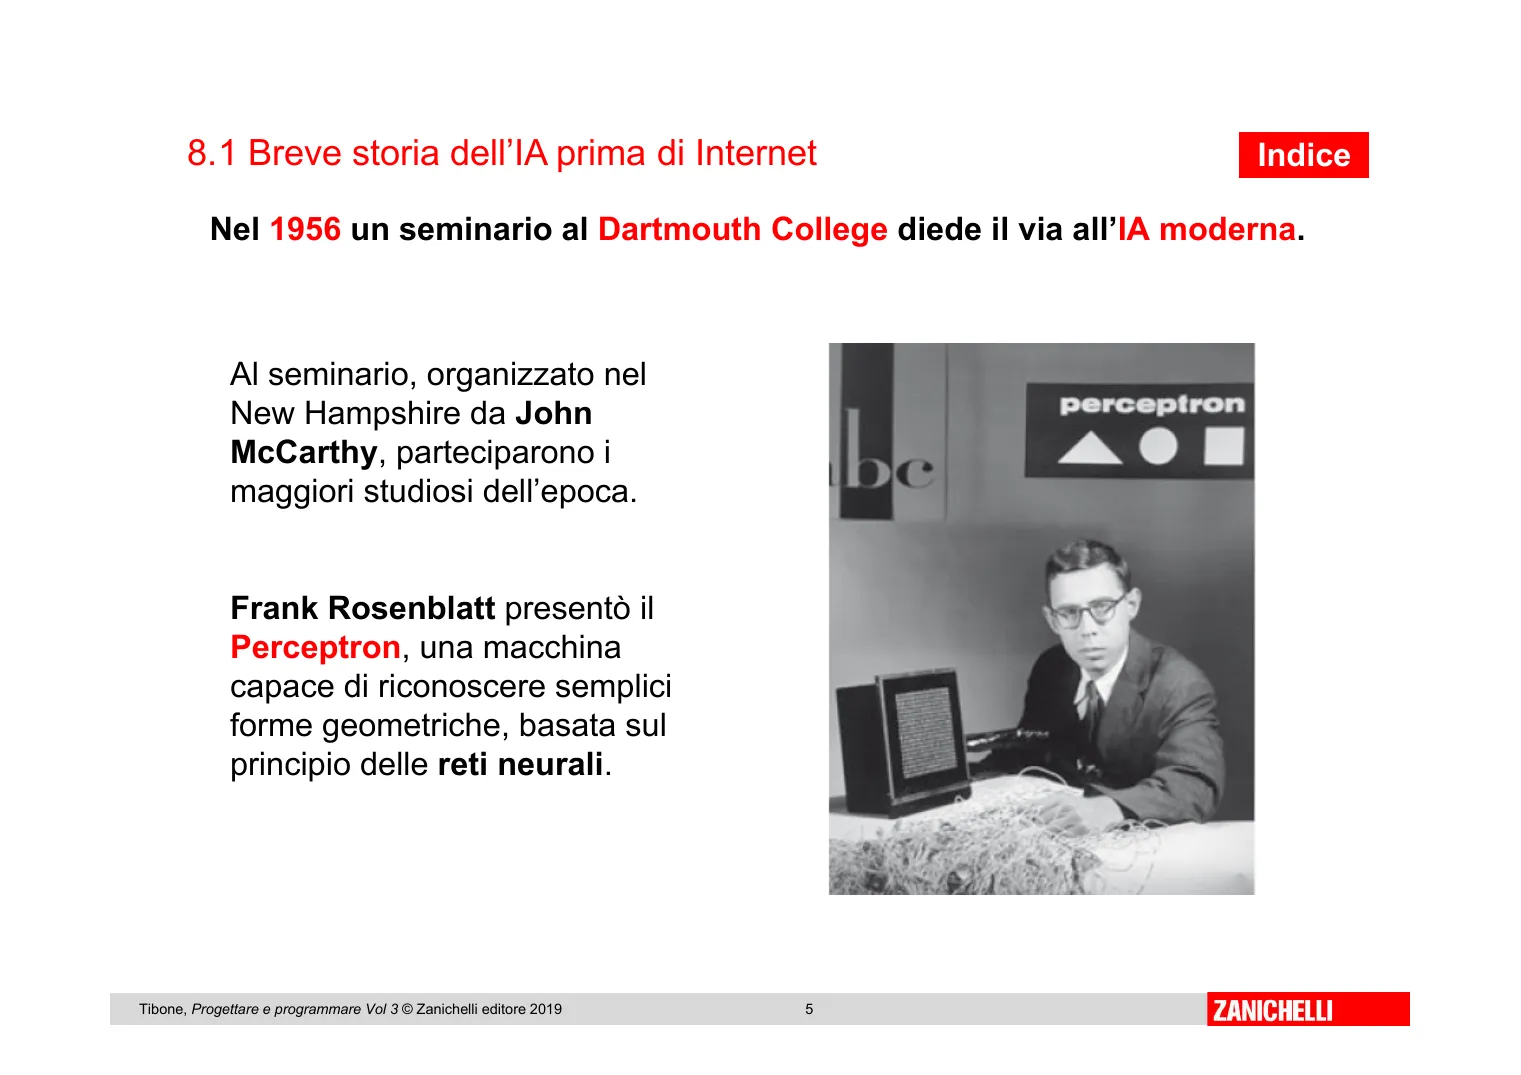 8.1 Breve storia dell’IA prima di Internet
Indice
Nel 1956 un seminario al Dartmouth College diede il via all’IA moderna.
Al seminario, organizzato nel
New Hampshire da John
McCarthy, parteciparono i
maggiori studiosi dell’epoca.
Frank Rosenblatt presentò il
Perceptron, una macchina
capace di riconoscere semplici
forme geometriche, basata sul
principio delle reti neurali.
perceptron
abc
Tibone, Progettare e programmare Vol 3 © Zanichelli editore 2019
5
ZANICHELLI